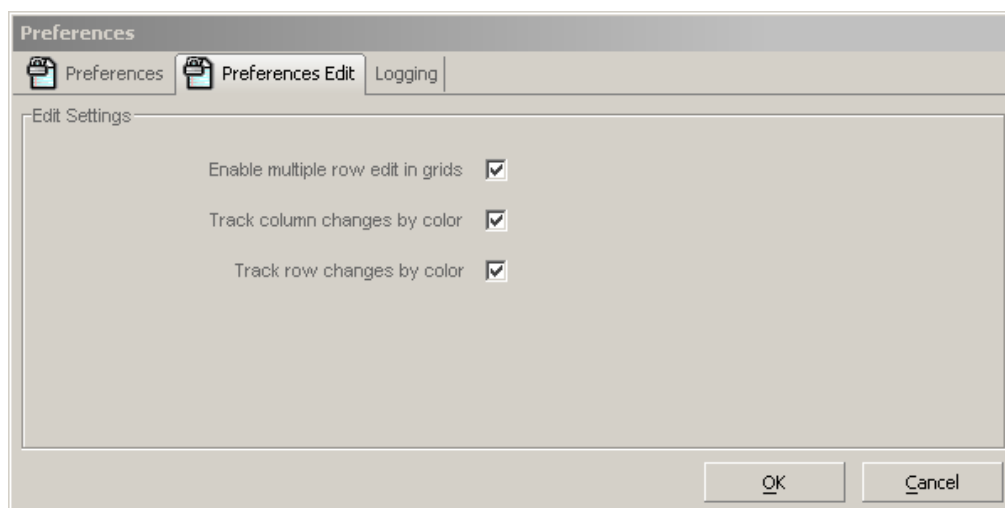 Preferences
Preferences Preferences Edit Logging
Edit Settings
Enable multiple row edit in grids
Track column changes by color
Track row changes by color
OK Cancel